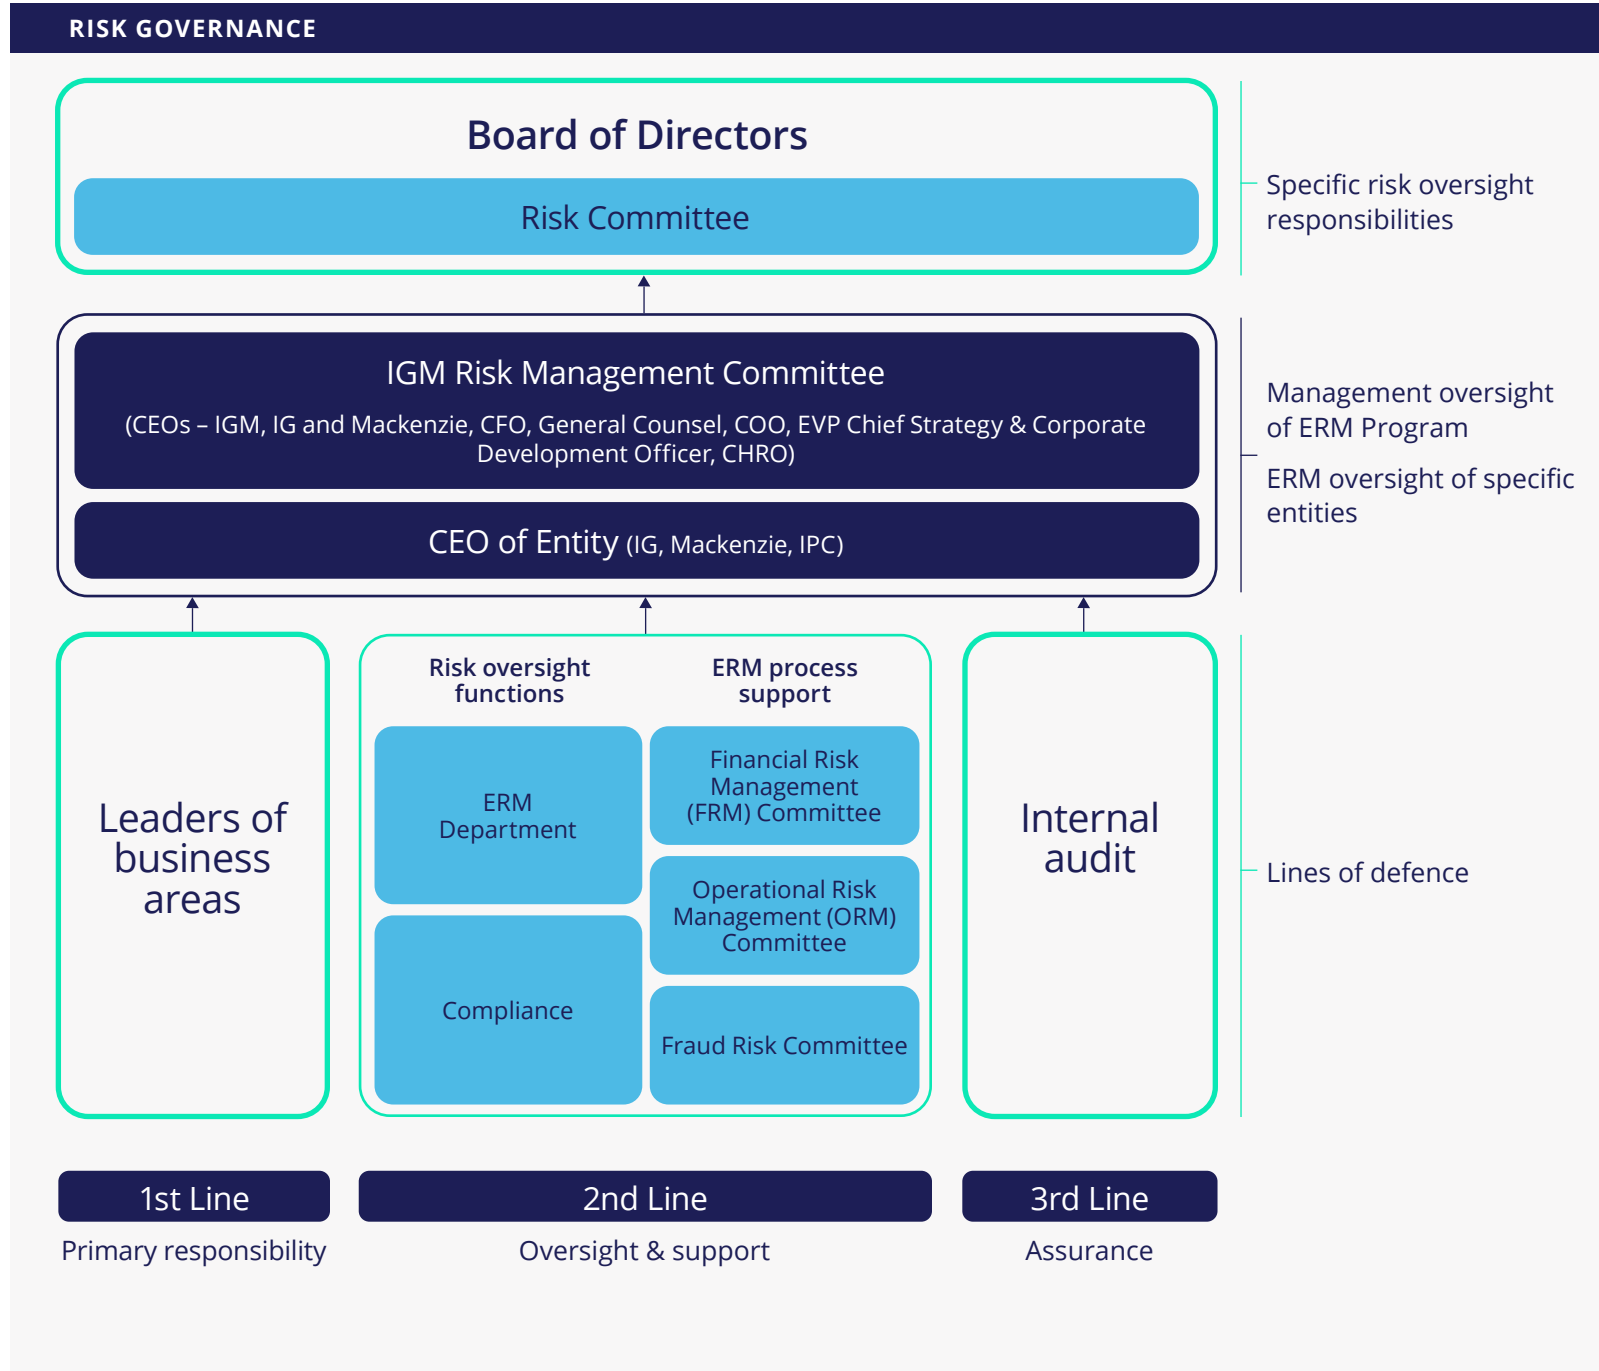 RISK GOVERNANCE
Board of Directors
Risk Committee
Specific risk oversight
responsibilities
IGM Risk Management Committee
(CEOs – IGM, IG and Mackenzie, CFO, General Counsel, COO, EVP Chief Strategy & Corporate
Development Officer, CHRO)
CEO of Entity (IG, Mackenzie, IPC)
Management oversight
of ERM Program
ERM oversight of specific
entities
Leaders of
business
areas
Risk oversight
functions
ERM
Department
Compliance
ERM process
support
Financial Risk
Management
(FRM) Committee
Operational Risk
Management (ORM)
Committee
Fraud Risk Committee
Internal
audit
Lines of defence
1st Line
Primary responsibility
2nd Line
Oversight & support
3rd Line
Assurance